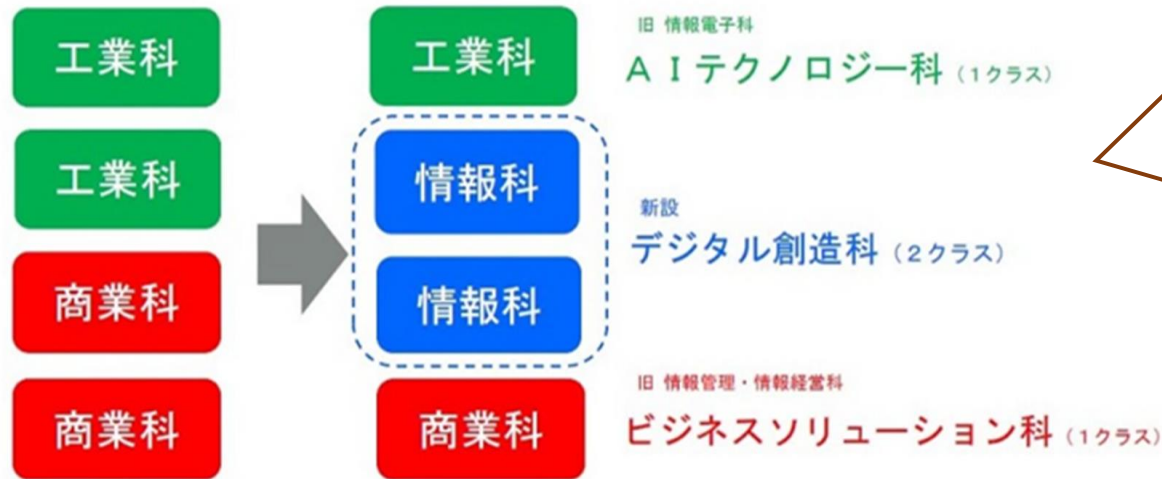 工業科
工業科
商業科
商業科
工業科
情報科
情報科
商業科
旧 情報電子科
ＡＩテクノロジー科（１クラス）
新設
デジタル創造科（２クラス）
旧 情報管理・情報経営科
ビジネスソリューション科（１クラス）